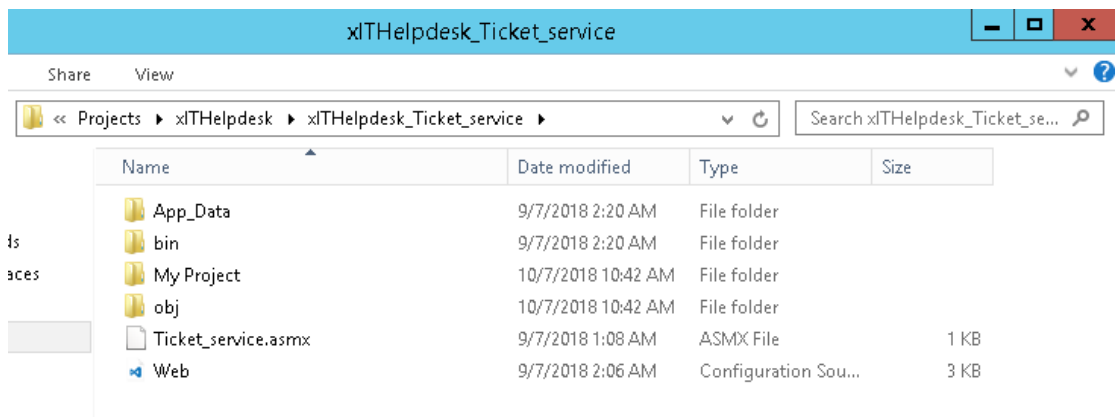 xITHelpdesk_Ticket_service
Share View
« Projects xITHelpdesk xITHelpdesk_Ticket_service Search xITHelpdesk_Ticket_se...
Name Date modified Type Size
App_Data 9/7/2018 2:20 AM File folder
ds bin 9/7/2018 2:20 AM File folder
aces My Project 10/7/2018 10:42 AM File folder
obj 10/7/2018 10:42 AM File folder
Ticket_service.asmx 9/7/2018 1:08 AM ASMX File 1 KB
Web 9/7/2018 2:06 AM Configuration Sou... 3 KB